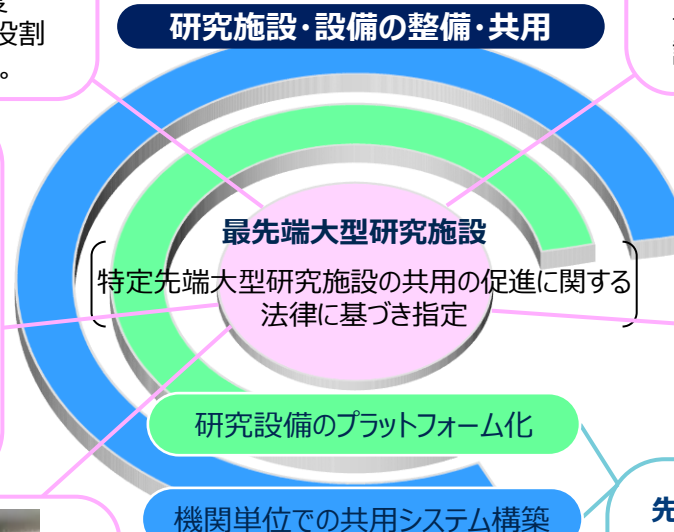 研究施設・設備の整備・共用
役割
。
最先端大型研究施設
特定先端大型研究施設の共用の促進に関する
法律に基づき指定
研究設備のプラットフォーム化
機関単位での共用システム構築
先